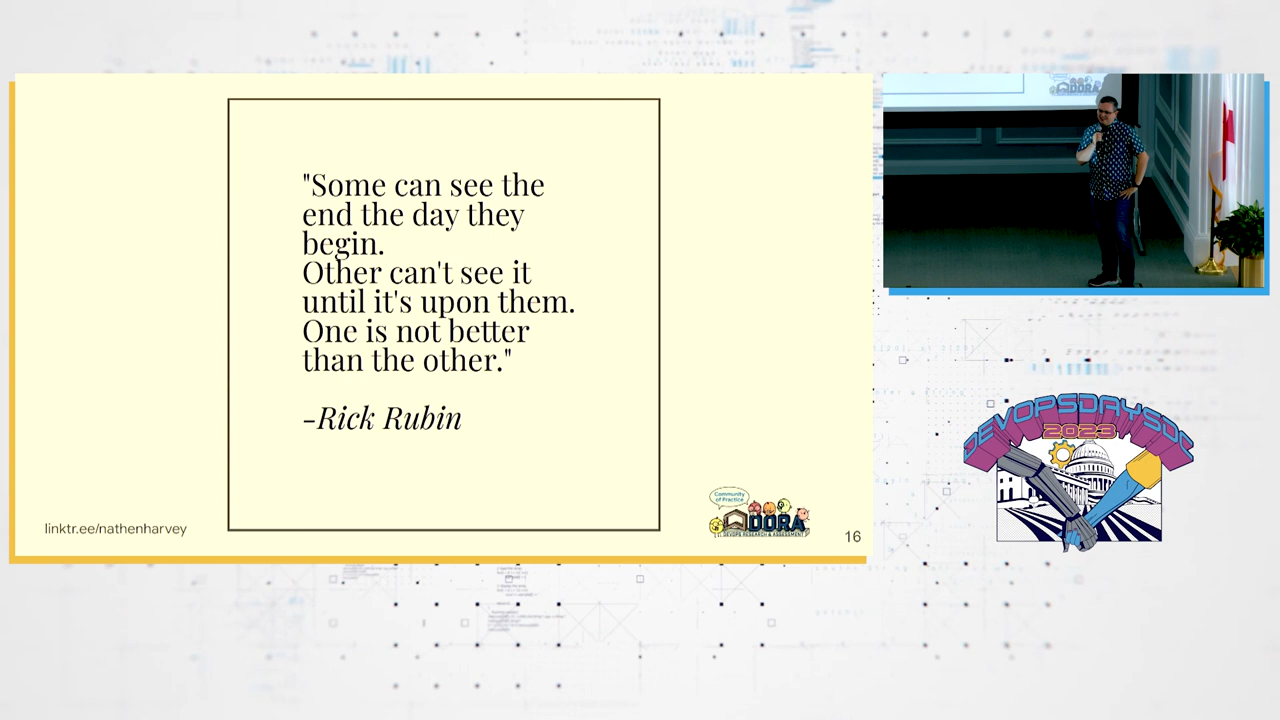 "Some can see the
end the day they
begin.
Other can't see it
until it's upon them.
One is not better
than the other."
-Rick Rubin
linktr.ee/nathenharvey
Community
of Practice
DORA
DEVOPS RESEARCH & ASSESSMENT
16
DORA
DEVOPSDAYSDC
2023